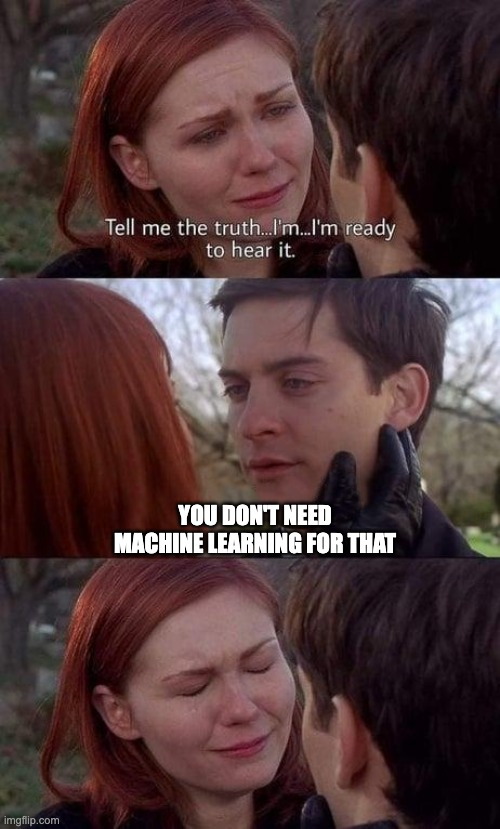 Tell me the truth...I'm...I'm ready
to hear it.
YOU DON'T NEED
MACHINE LEARNING FOR THAT
imgflip.com